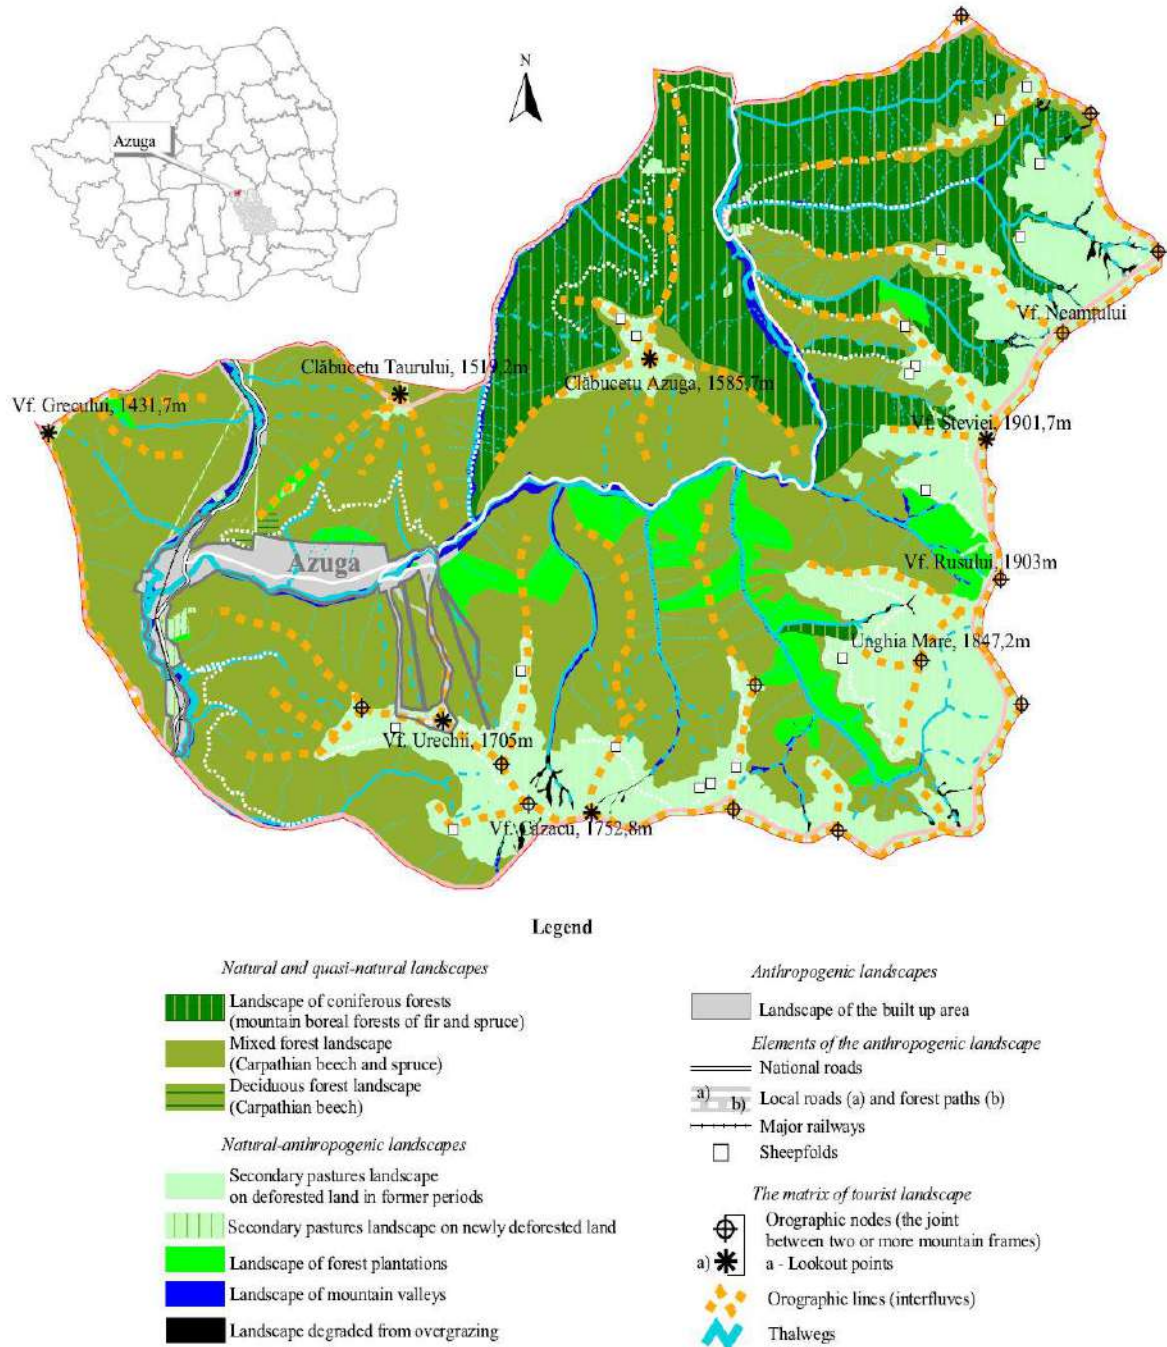 Azuga
N
Vf. Neamțului
Clăbucetu Taurului, 1519,2m
Clăbucetu Azuga, 1585,7m
Vf. Grecului, 1431,7m
Vf. Steviei, 1901,7m
Azuga
Vf. Rusului, 1903m
Unghia Mare, 1847,2m
Vf. Urechii, 1705m
Vf. Cazacu, 1752,8m
Legend
Natural and quasi-natural landscapes
Landscape of coniferous forests
(mountain boreal forests of fir and spruce)
Mixed forest landscape
(Carpathian beech and spruce)
Deciduous forest landscape
(Carpathian beech)
Natural-anthropogenic landscapes
Secondary pastures landscape
on deforested land in former periods
Secondary pastures landscape on newly deforested land
Landscape of forest plantations
Landscape of mountain valleys
Landscape degraded from overgrazing
Anthropogenic landscapes
Landscape of the built up area
Elements of the anthropogenic landscape
National roads
a) b) Local roads (a) and forest paths (b)
Major railways
Sheepfolds
The matrix of tourist landscape
Orographic nodes (the joint
between two or more mountain frames)
a) a - Lookout points
Orographic lines (interfluves)
Thalwegs